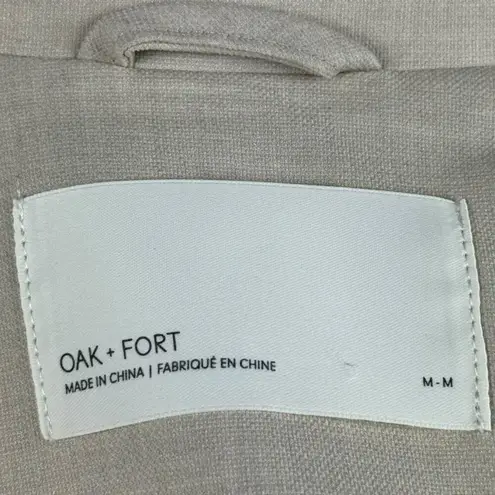 OAK + FORT
MADE IN CHINA | FABRIQUÉ EN CHINE
M - M